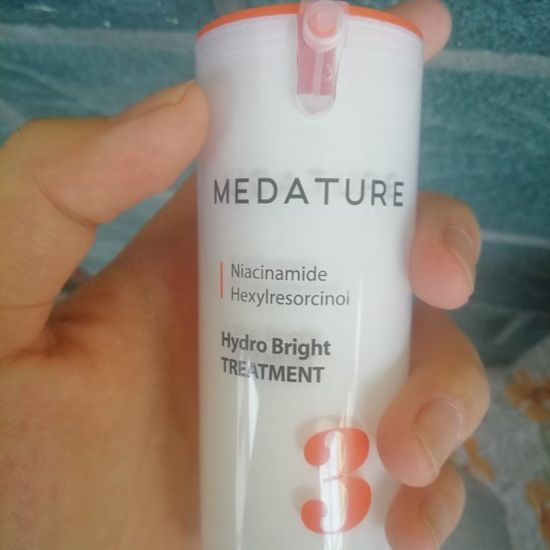 MEDATURE
Niacinamide
Hexylresorcinol
Hydro Bright
TREATMENT
3